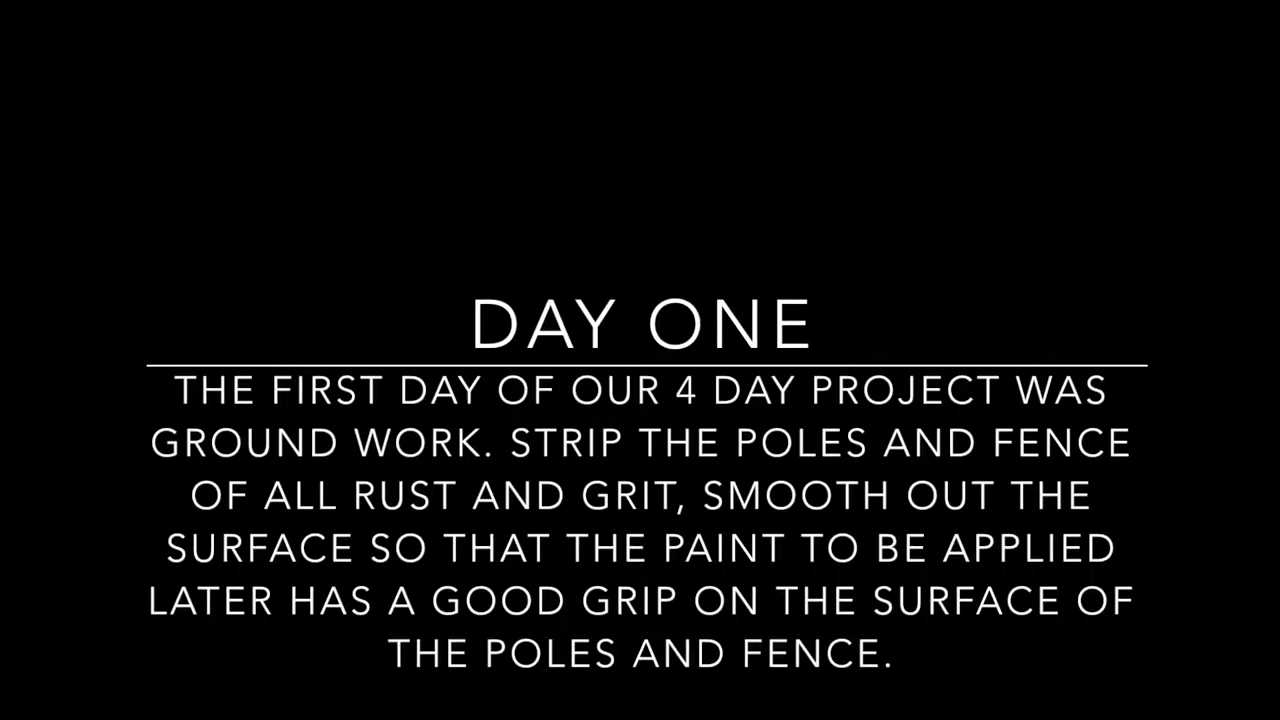 DAY ONE
THE FIRST DAY OF OUR 4 DAY PROJECT WAS
GROUND WORK. STRIP THE POLES AND FENCE
OF ALL RUST AND GRIT, SMOOTH OUT THE
SURFACE SO THAT THE PAINT TO BE APPLIED
LATER HAS A GOOD GRIP ON THE SURFACE OF
THE POLES AND FENCE.